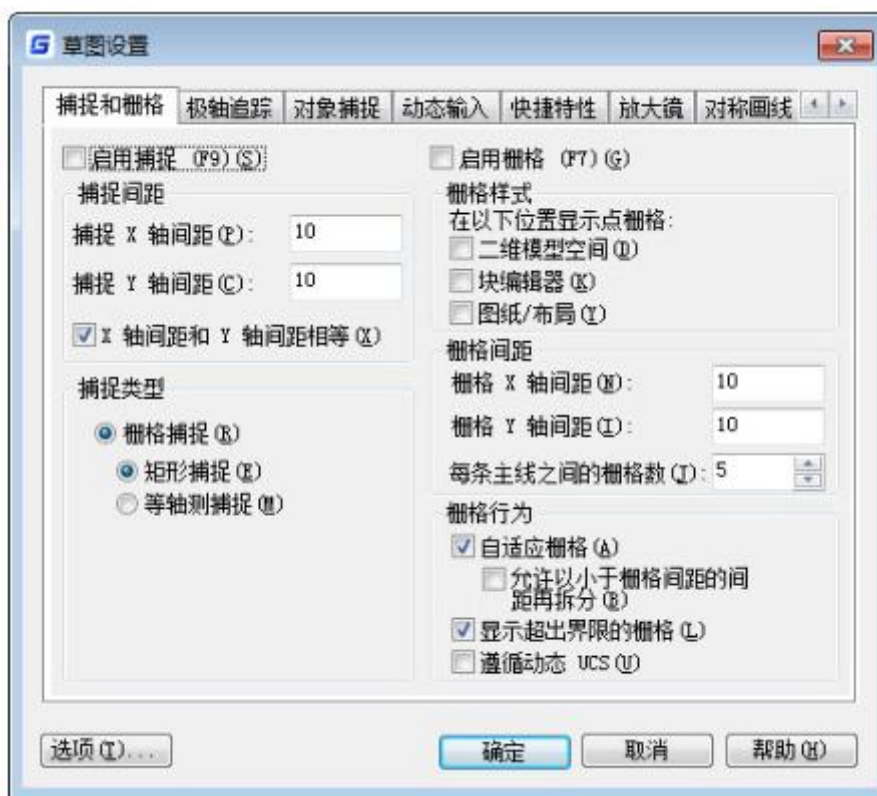 草图设置
捕捉和栅格 极轴追踪 对象捕捉 动态输入 快捷特性 放大镜 对称画线
启用捕捉 (F9)(S)
捕捉间距
捕捉 X 轴间距(P): 10
捕捉 Y 轴间距(C): 10
X 轴间距和 Y 轴间距相等(X)
捕捉类型
栅格捕捉(R)
矩形捕捉(E)
等轴测捕捉(M)
启用栅格 (F7)(G)
栅格样式
在以下位置显示点栅格:
二维模型空间(D)
块编辑器(K)
图纸/布局(Y)
栅格间距
栅格 X 轴间距(N): 10
栅格 Y 轴间距(I): 10
每条主线之间的栅格数(J): 5
栅格行为
自适应栅格(A)
允许以小于栅格间距的间
距再拆分(B)
显示超出界限的栅格(L)
遵循动态 UCS(U)
选项(T)... 确定 取消 帮助(H)